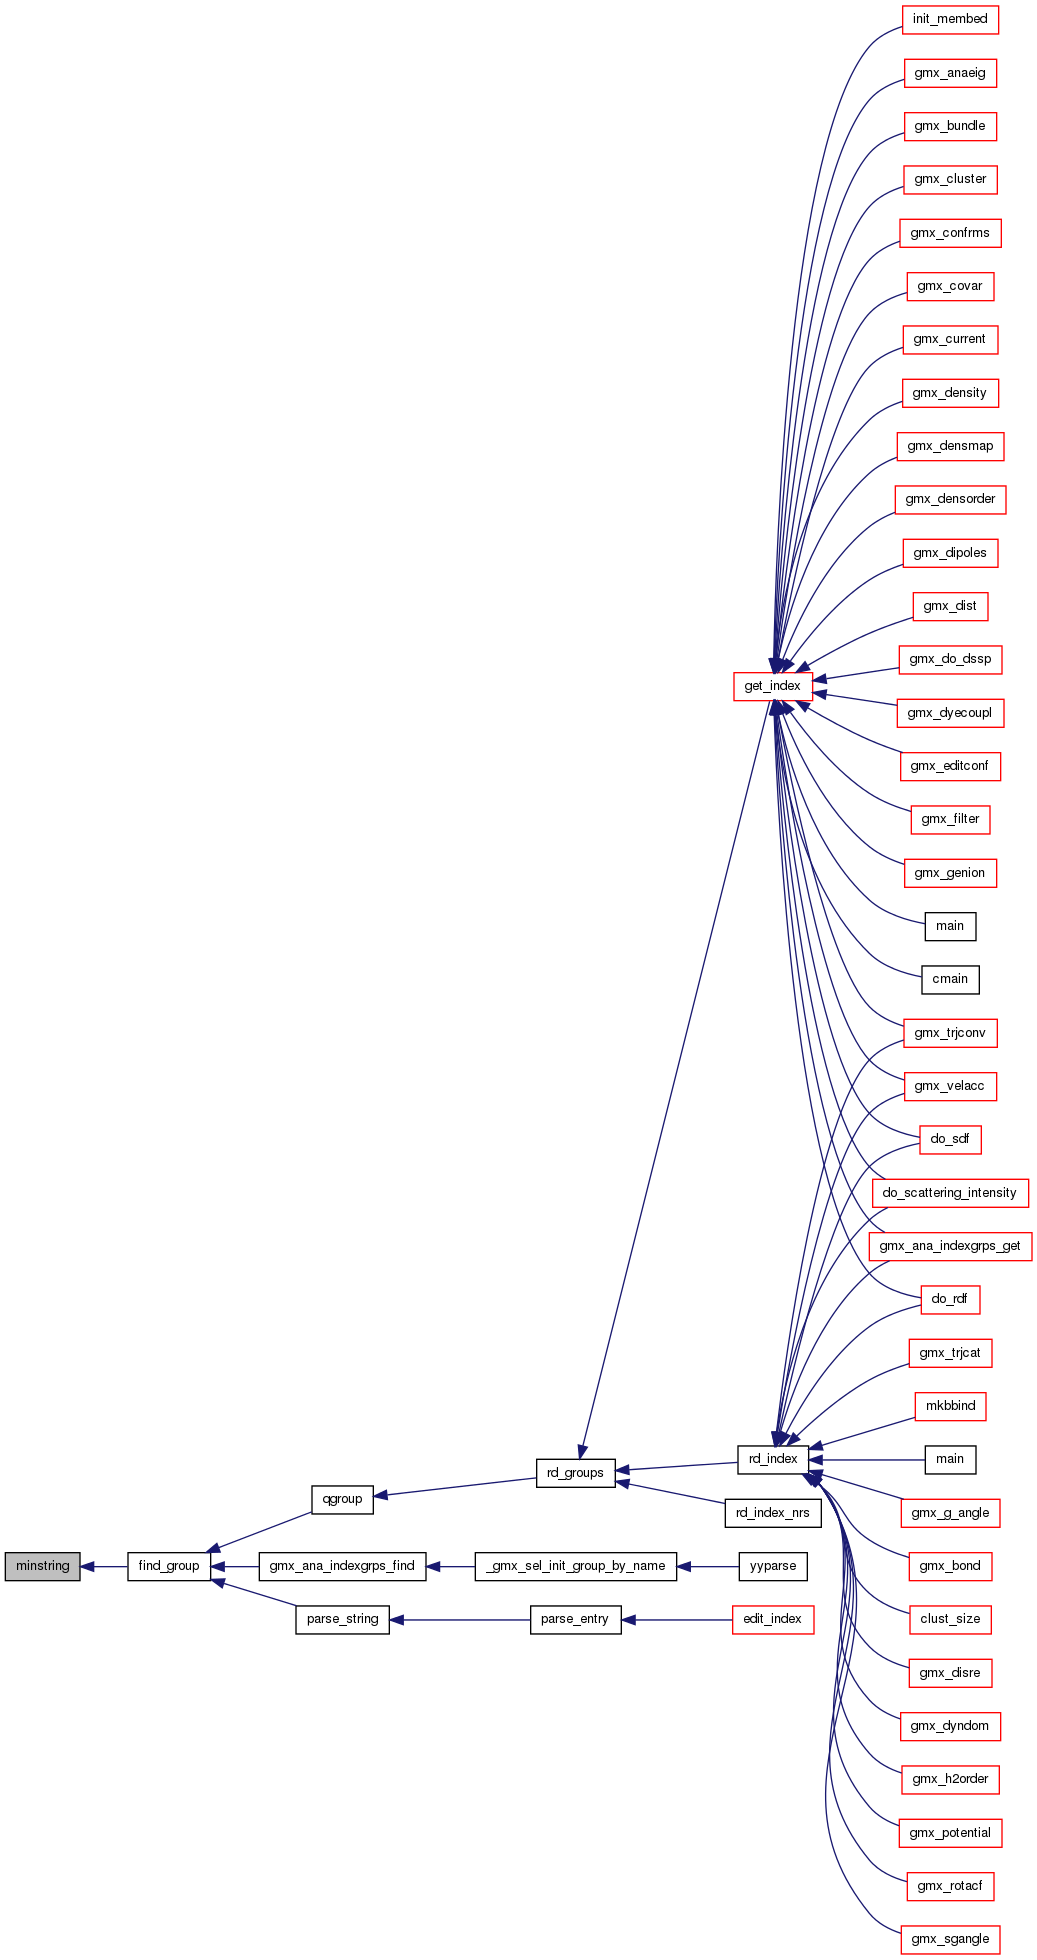 init_membed
gmx_anaeig
gmx_bundle
gmx_cluster
gmx_confrms
gmx_covar
gmx_current
gmx_density
gmx_densmap
gmx_densorder
gmx_dipoles
gmx_dist
gmx_do_dssp
get_index
gmx_dyecoupl
gmx_editconf
gmx_filter
gmx_genion
main
cmain
gmx_trjconv
gmx_velacc
do_sdf
do_scattering_intensity
gmx_ana_indexgrps_get
do_rdf
gmx_trjcat
mkbbind
rd_index
main
rd_groups
qgroup
rd_index_nrs
gmx_g_angle
minstring
find_group
gmx_ana_indexgrps_find
_gmx_sel_init_group_by_name
yyparse
gmx_bond
parse_string
parse_entry
edit_index
clust_size
gmx_disre
gmx_dyndom
gmx_h2order
gmx_potential
gmx_rotacf
gmx_sgangle